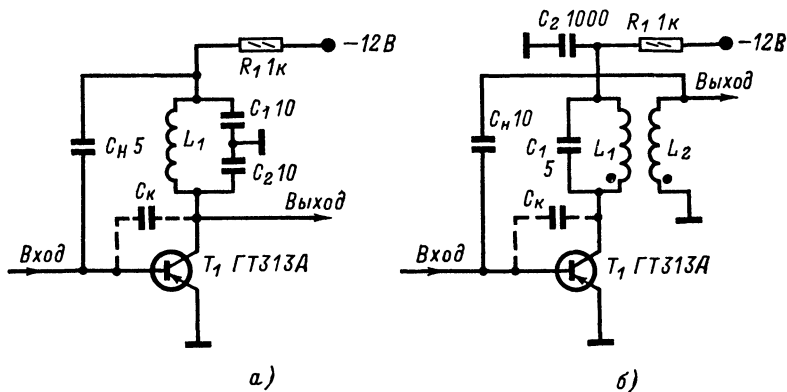 R₁ 1к
−12В
C₁ 10
Cн 5
L₁
C₂ 10
Cк
Выход
Вход
T₁ ГТ313А
а)
C₂ 1000
R₁ 1к
−12В
Выход
Cн 10
C₁
5
L₁
L₂
Cк
Вход
T₁ ГТ313А
б)